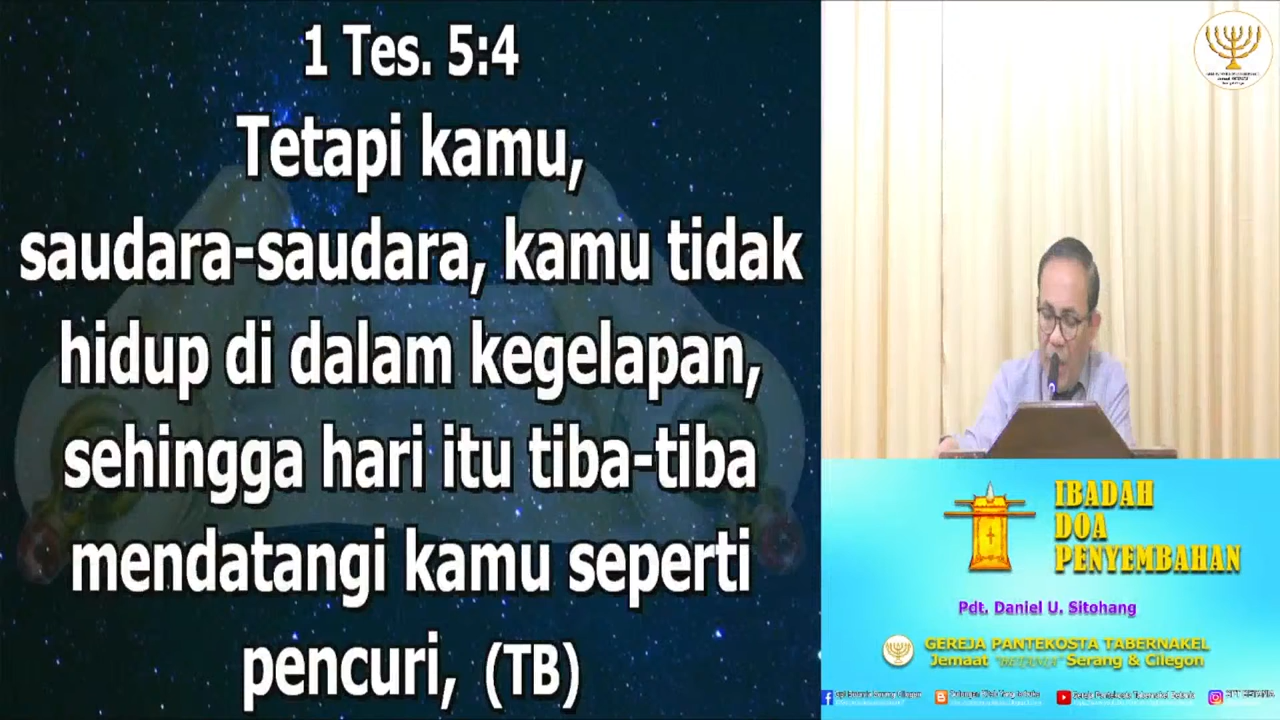 1 Tes. 5:4
Tetapi kamu,
saudara-saudara, kamu tidak
hidup di dalam kegelapan,
sehingga hari itu tiba-tiba
mendatangi kamu seperti
pencuri, (TB)
IBADAH
DOA
PENYEMBAHAN
Pdt. Daniel U. Sitohang
GEREJA PANTEKOSTA TABERNAKEL
Jemaat "BETANIA" Serang & Cilegon